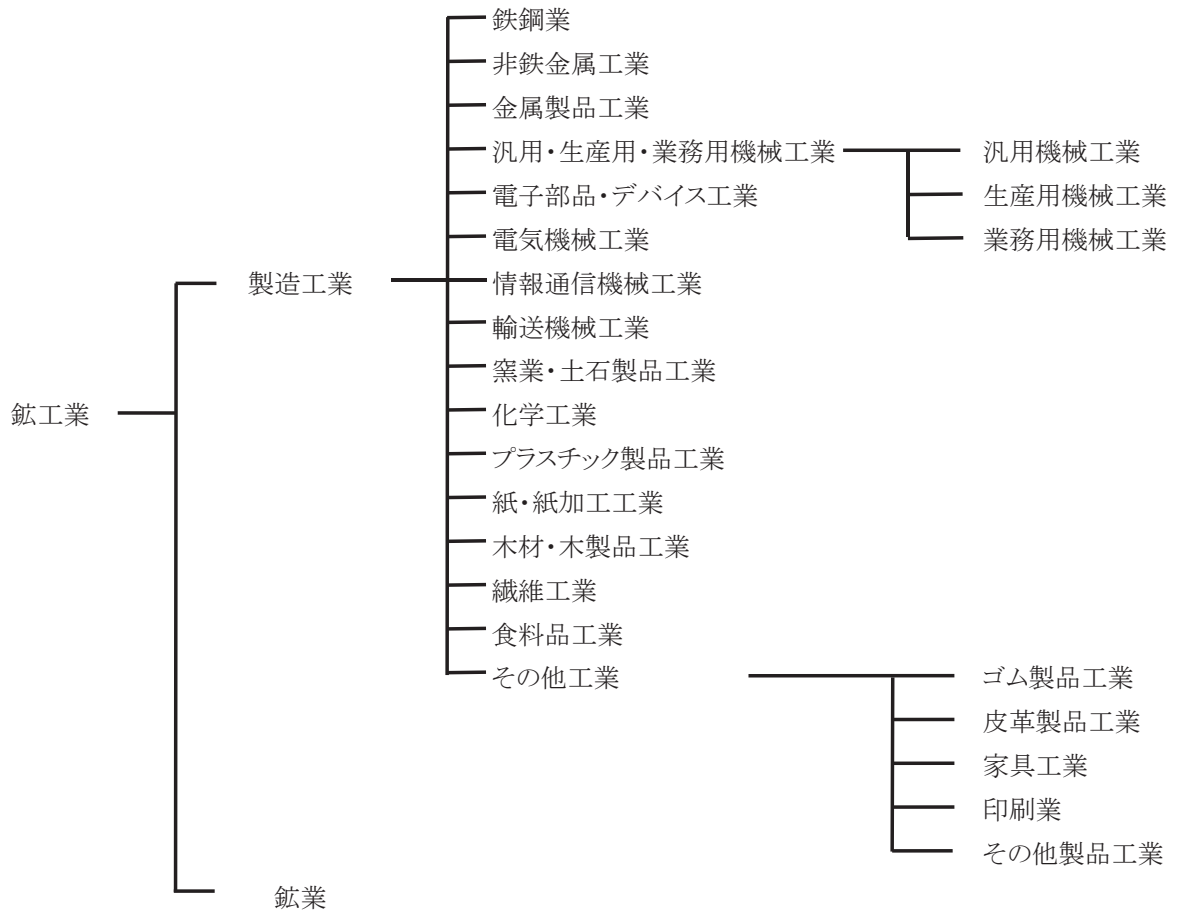 鉱工業
製造工業
鉄鋼業
非鉄金属工業
金属製品工業
汎用・生産用・業務用機械工業
汎用機械工業
生産用機械工業
業務用機械工業
電子部品・デバイス工業
電気機械工業
情報通信機械工業
輸送機械工業
窯業・土石製品工業
化学工業
プラスチック製品工業
紙・紙加工工業
木材・木製品工業
繊維工業
食料品工業
その他工業
ゴム製品工業
皮革製品工業
家具工業
印刷業
その他製品工業
鉱業